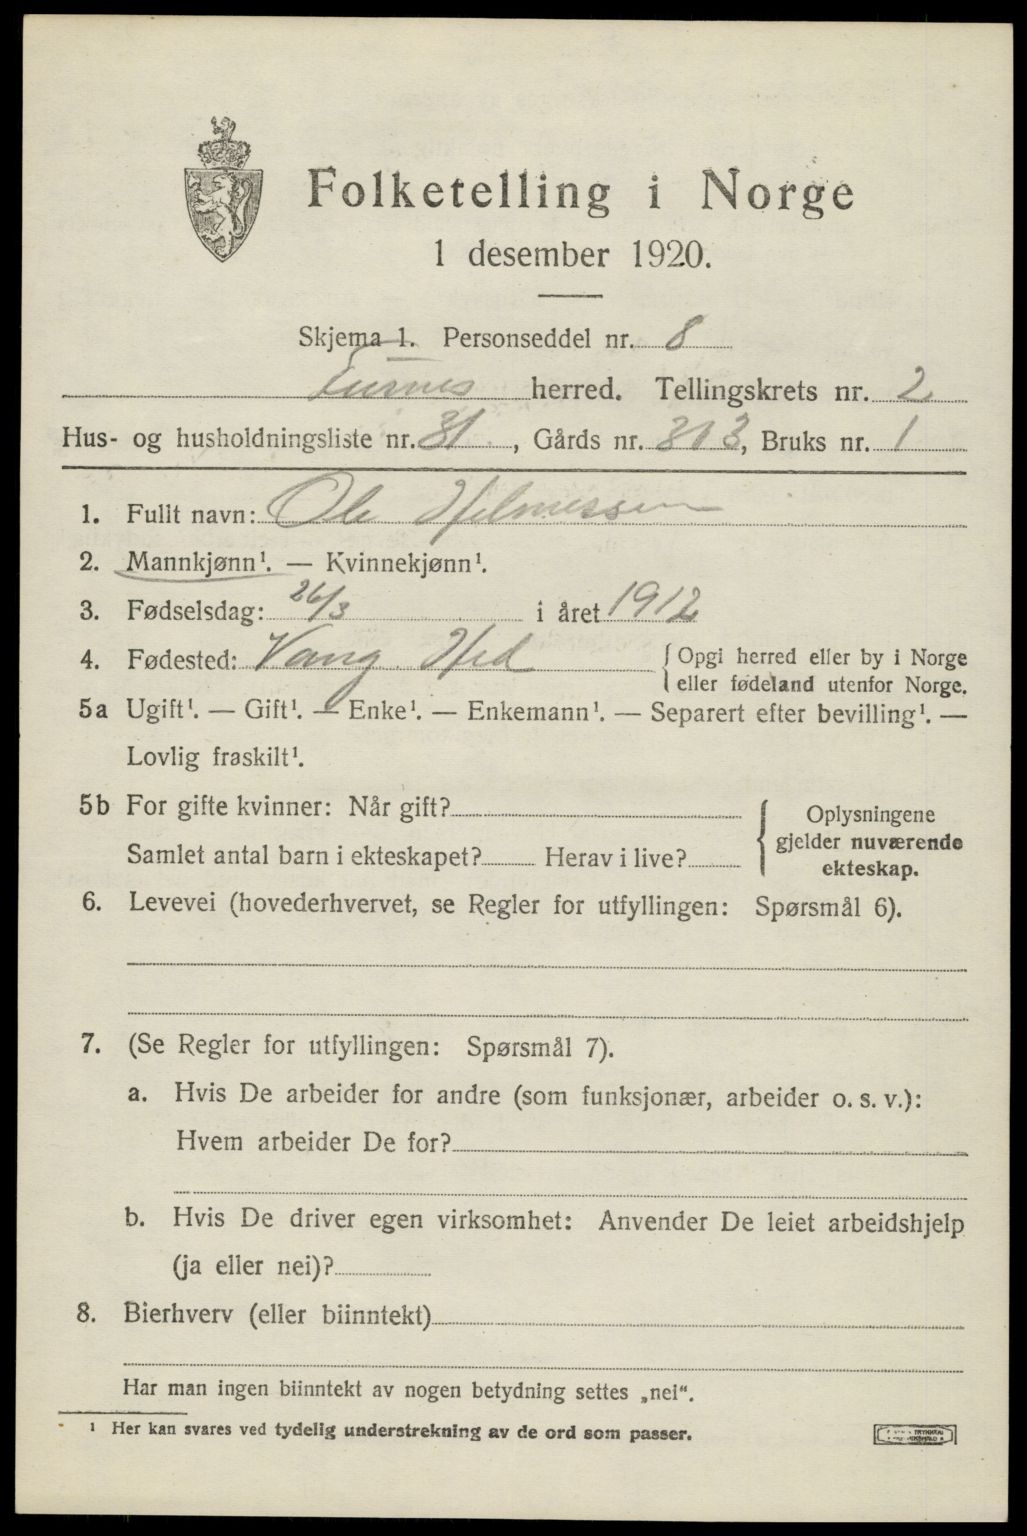 Folketelling i Norge
1 desember 1920.
Skjema 1. Personseddel nr. 8
Furnes herred. Tellingskrets nr. 2
Hus- og husholdningsliste nr. 31, Gårds nr. 313, Bruks nr. 1
1. Fullt navn: Ole Helmessen
2. Mannkjønn¹. — Kvinnekjønn¹.
3. Fødselsdag: 26/3 i året 1912
4. Fødested: Vang Hed { Opgi herred eller by i Norge
eller fødeland utenfor Norge.
5a Ugift¹. — Gift¹. — Enke¹. — Enkemann¹. — Separert efter bevilling¹. —
Lovlig fraskilt¹.
5b For gifte kvinner: Når gift?
Samlet antal barn i ekteskapet? Herav i live?
{ Oplysningene
gjelder nuværende
ekteskap.
6. Levevei (hovederhvervet, se Regler for utfyllingen: Spørsmål 6).
7. (Se Regler for utfyllingen: Spørsmål 7).
a. Hvis De arbeider for andre (som funksjonær, arbeider o. s. v.):
Hvem arbeider De for?
b. Hvis De driver egen virksomhet: Anvender De leiet arbeidshjelp
(ja eller nei)?
8. Bierhverv (eller biinntekt)
Har man ingen biinntekt av nogen betydning settes „nei“.
¹ Her kan svares ved tydelig understrekning av de ord som passer.